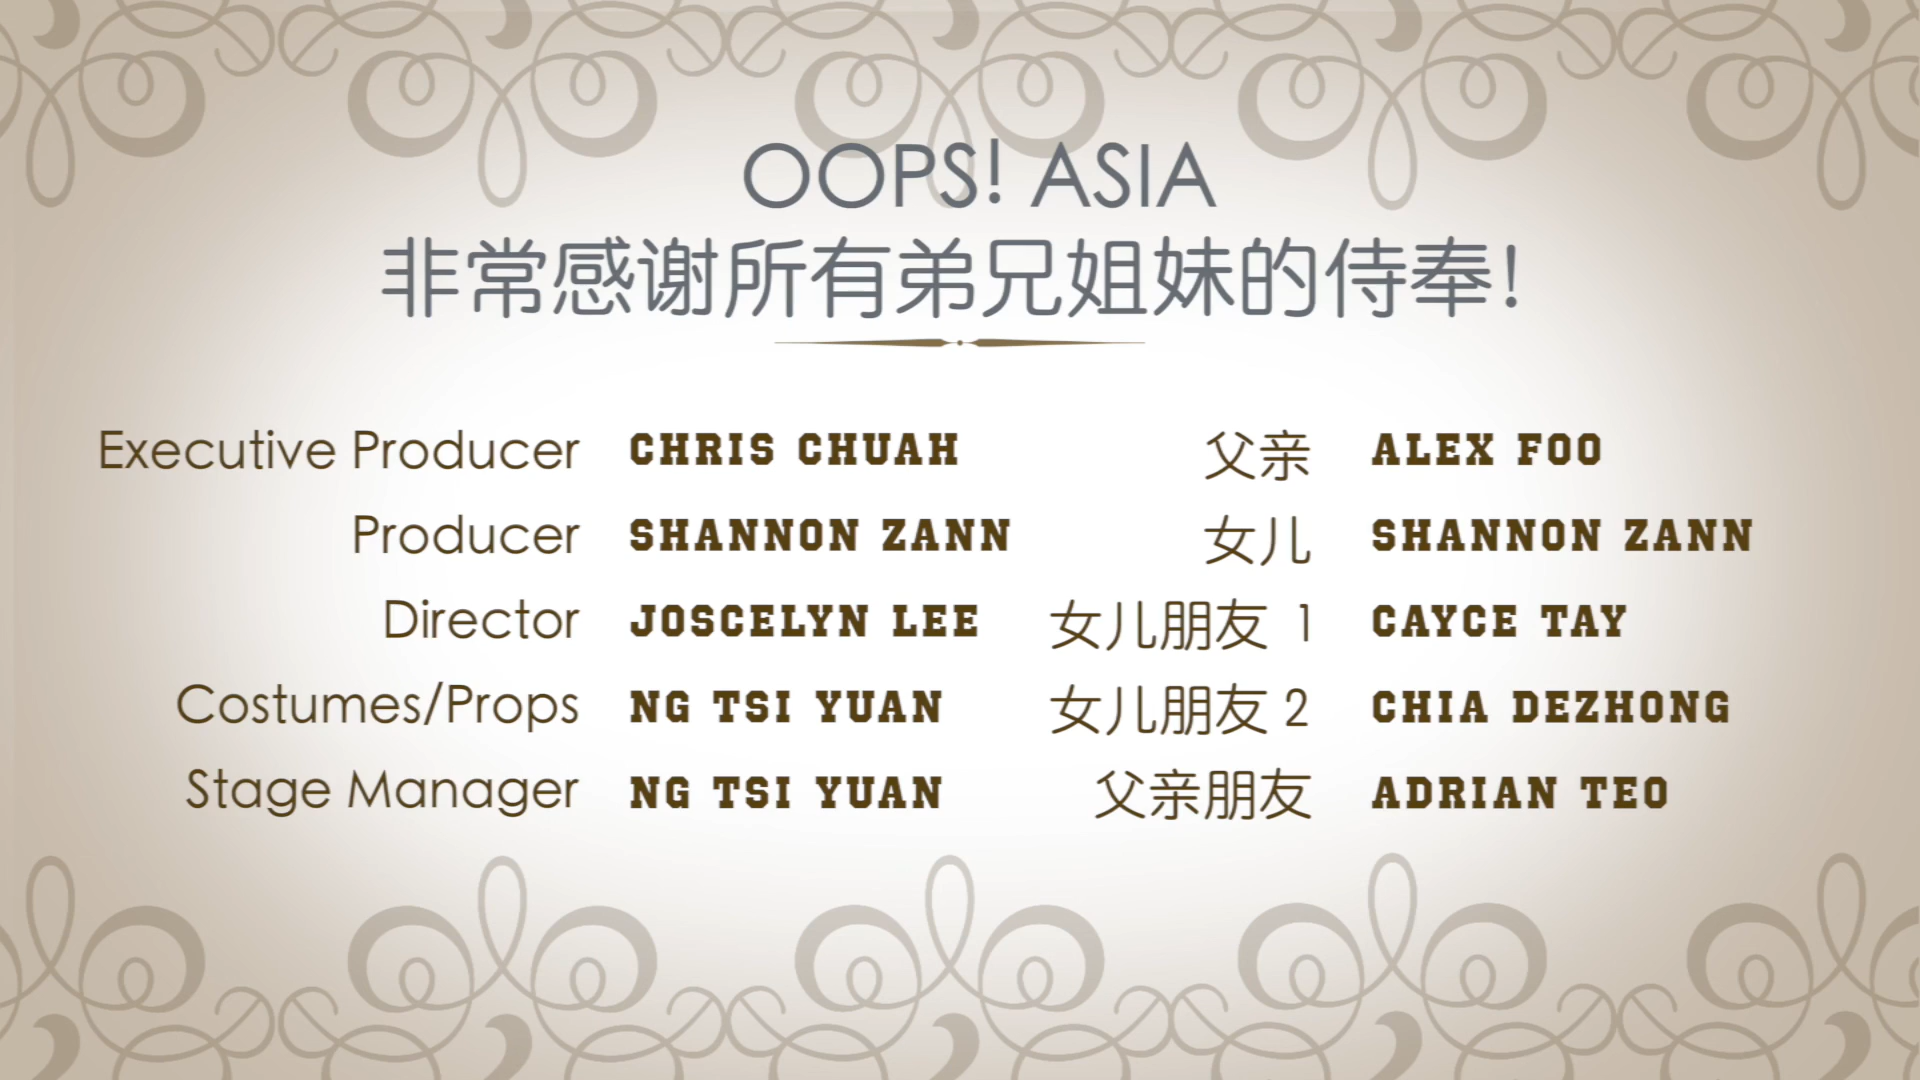 OOPS! ASIA
非常感谢所有弟兄姐妹的侍奉!
Executive Producer CHRIS CHUAH
Producer SHANNON ZANN
Director JOSCELYN LEE
Costumes/Props NG TSI YUAN
Stage Manager NG TSI YUAN
父亲 ALEX FOO
女儿 SHANNON ZANN
女儿朋友 1 CAYCE TAY
女儿朋友 2 CHIA DEZHONG
父亲朋友 ADRIAN TEO